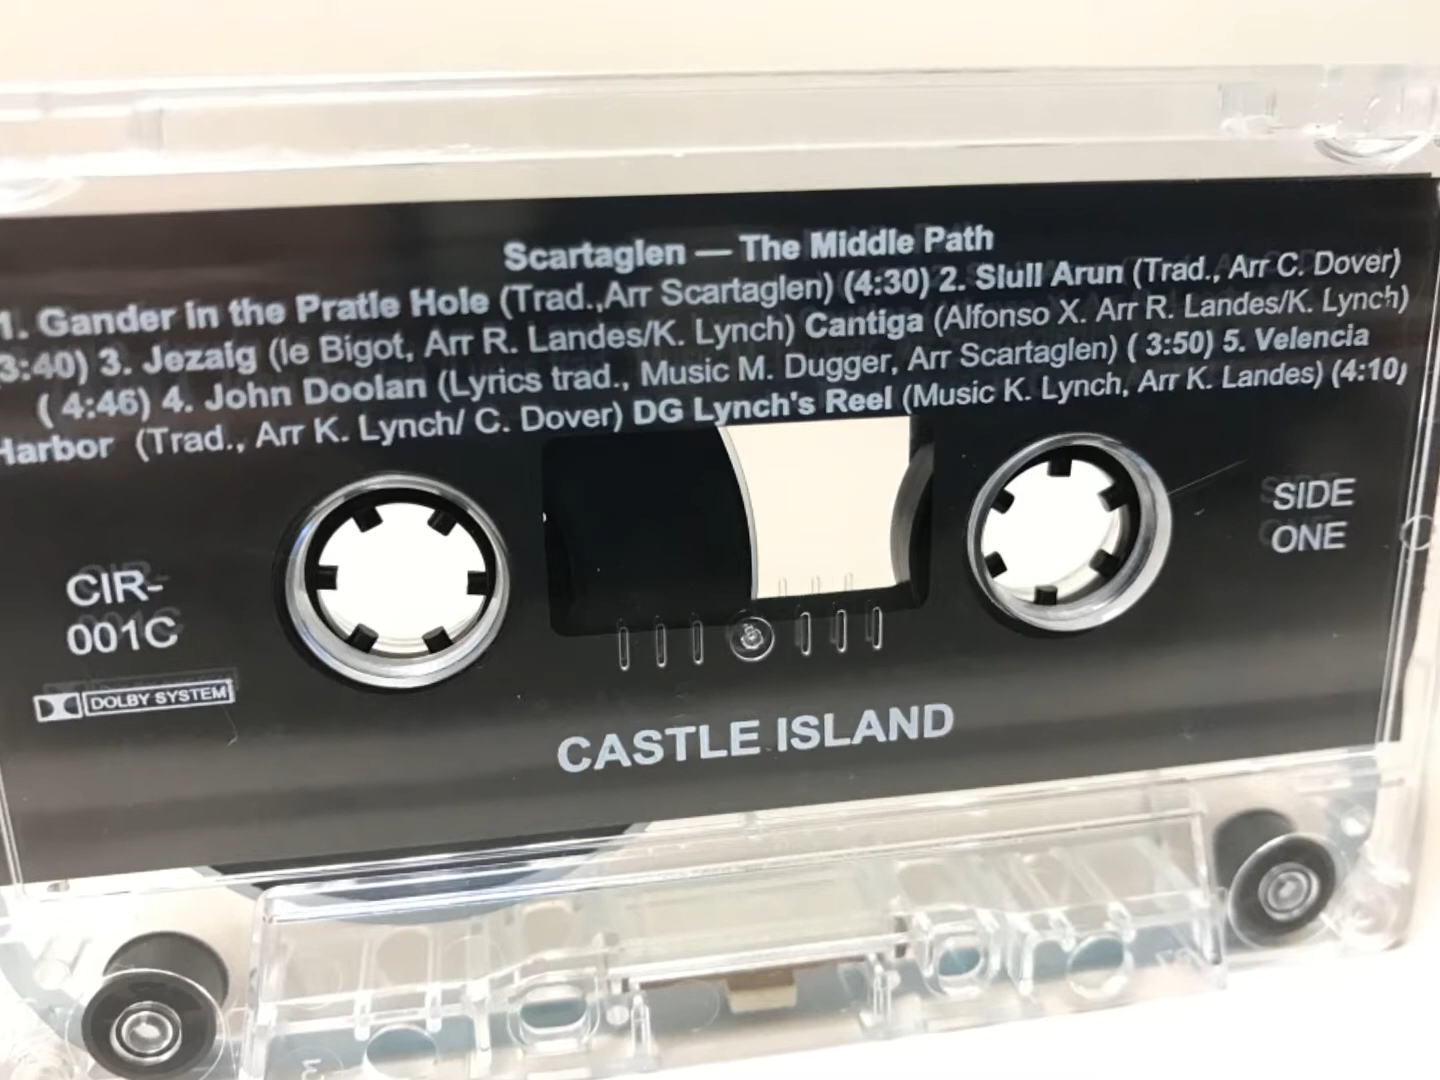 Scartaglen — The Middle Path
1. Gander in the Pratie Hole (Trad.,Arr Scartaglen) (4:30) 2. Slull Arun (Trad., Arr C. Dover)
3:40) 3. Jezaig (le Bigot, Arr R. Landes/K. Lynch) Cantiga (Alfonso X. Arr R. Landes/K. Lynch)
( 4:46) 4. John Doolan (Lyrics trad., Music M. Dugger, Arr Scartaglen) ( 3:50) 5. Velencia
Harbor (Trad., Arr K. Lynch/ C. Dover) DG Lynch's Reel (Music K. Lynch, Arr K. Landes) (4:10)
SIDE
ONE
CIR-
001C
DOLBY SYSTEM
CASTLE ISLAND